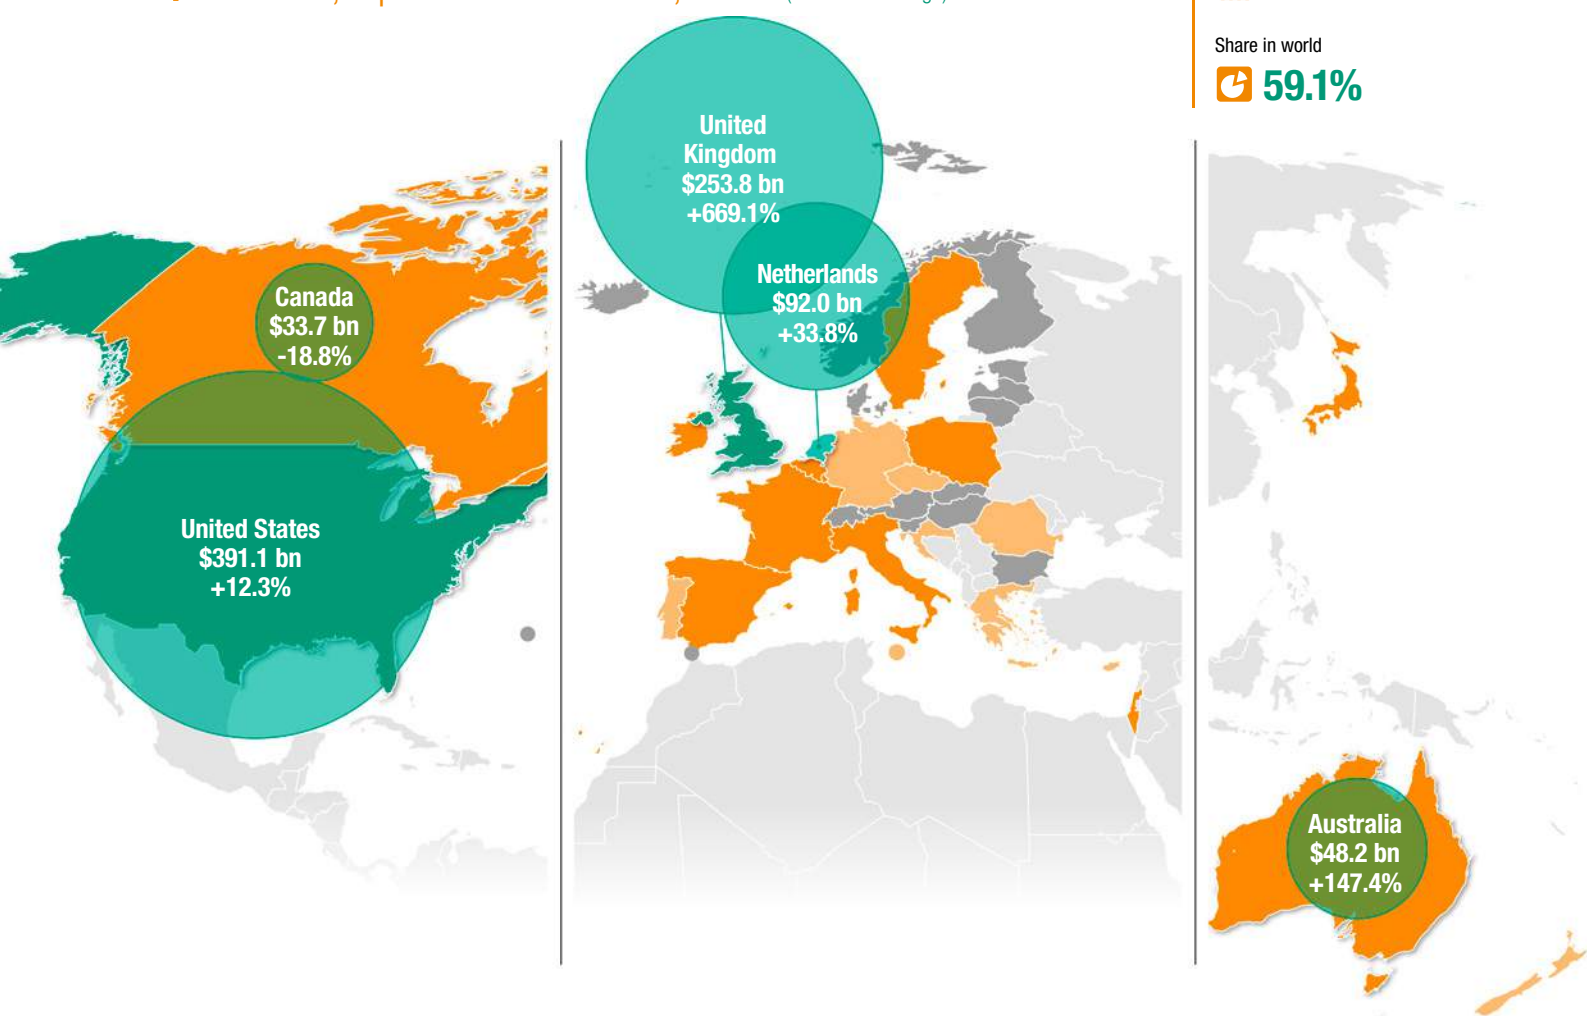 Share in world
59.1%
United
Kingdom
$253.8 bn
+669.1%
Netherlands
$92.0 bn
+33.8%
Canada
$33.7 bn
-18.8%
United States
$391.1 bn
+12.3%
Australia
$48.2 bn
+147.4%